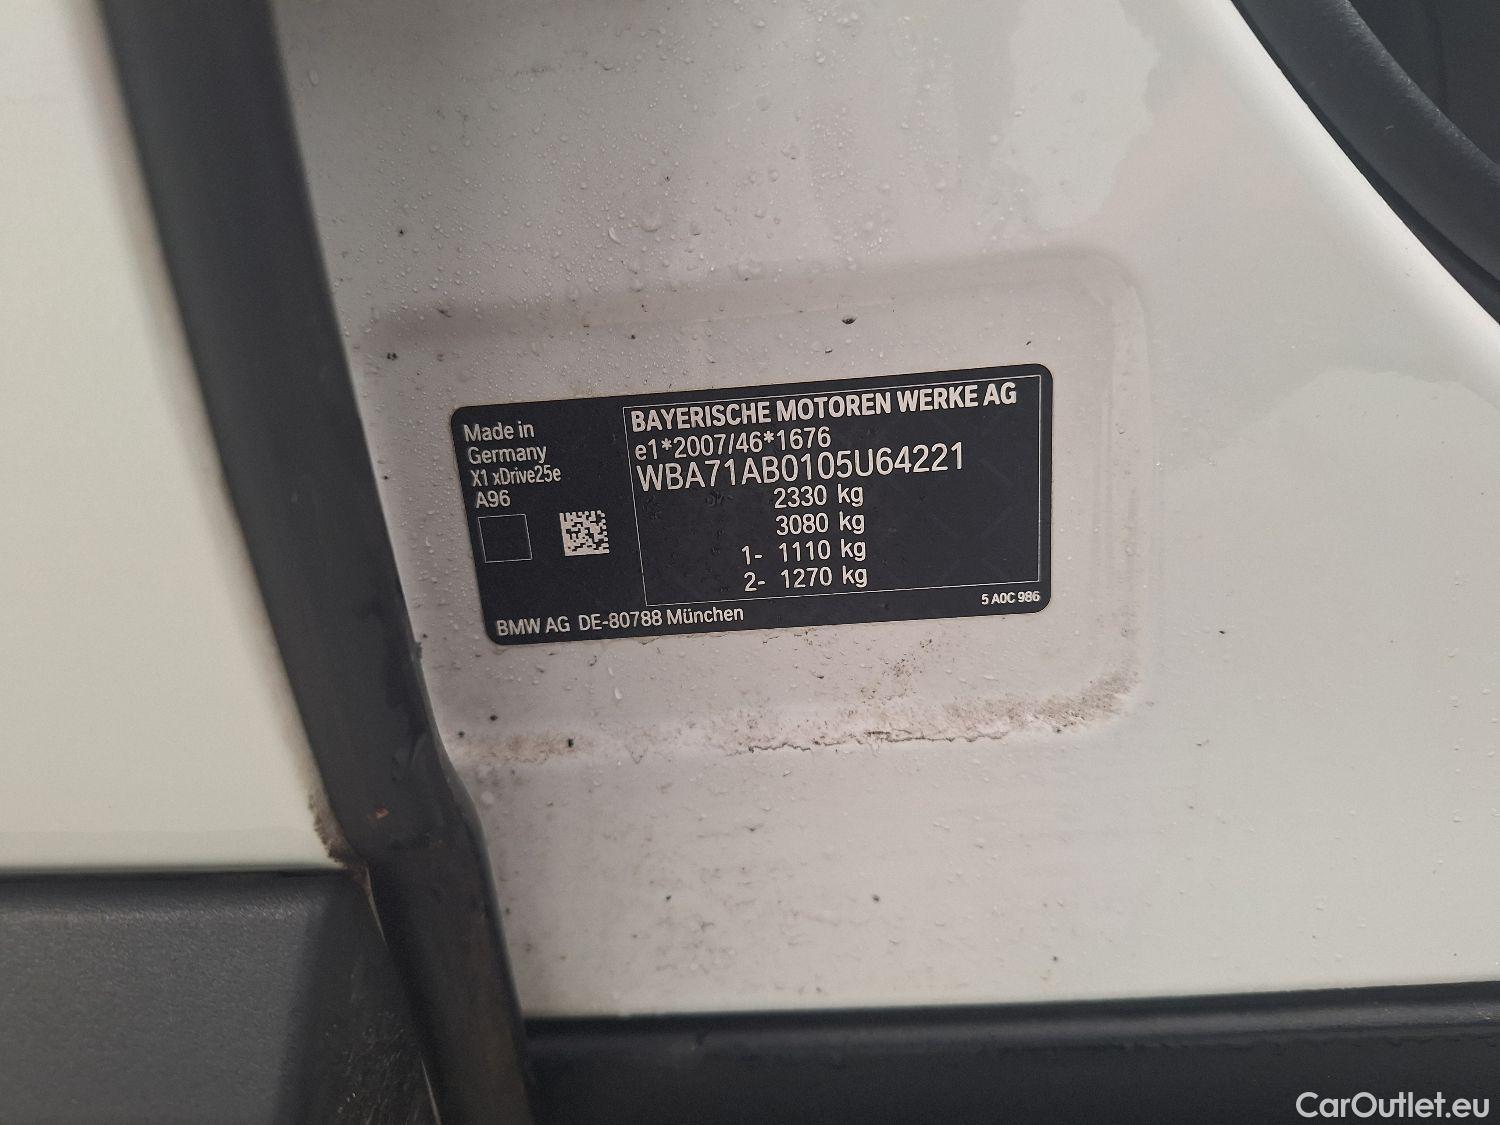 Made in
Germany
X1 xDrive25e
A96
BAYERISCHE MOTOREN WERKE AG
e1*2007/46*1676
WBA71AB0105U64221
2330 kg
3080 kg
1- 1110 kg
2- 1270 kg
BMW AG DE-80788 München
5 A0C 986
CarOutlet.eu